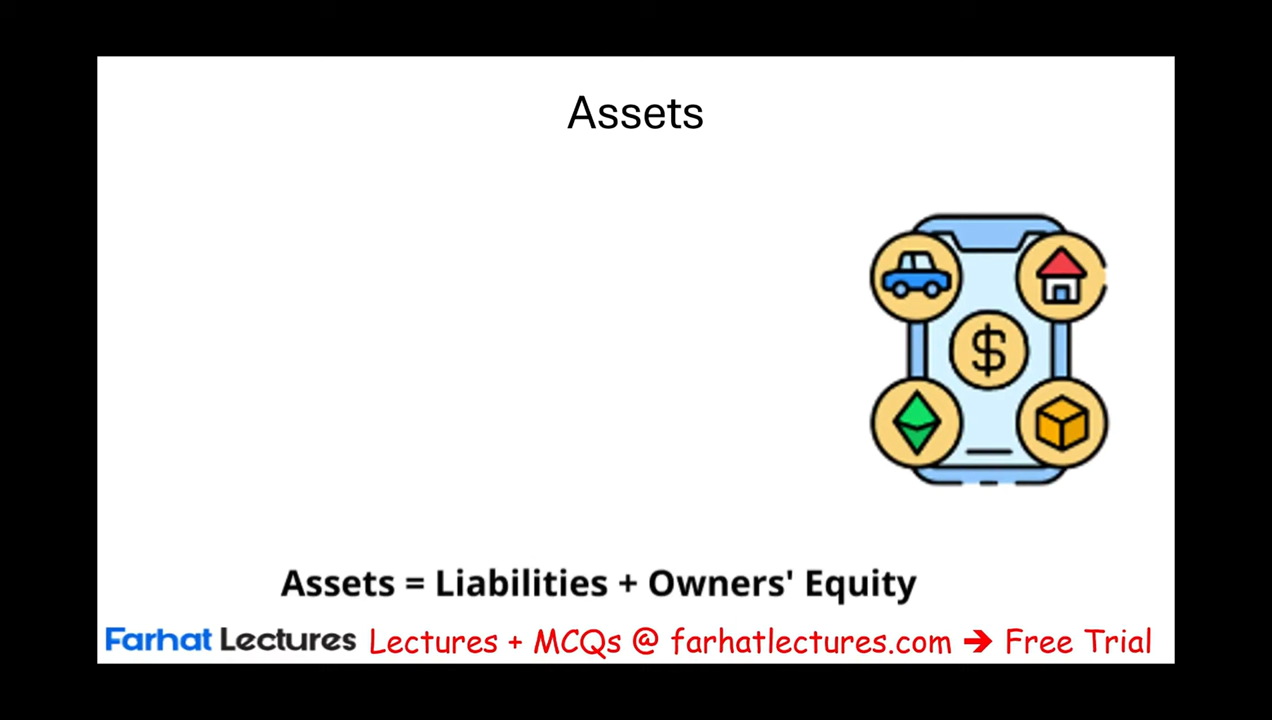 Assets
$
Assets = Liabilities + Owners' Equity
Farhat Lectures Lectures + MCQs @ farhatlectures.com ➔ Free Trial